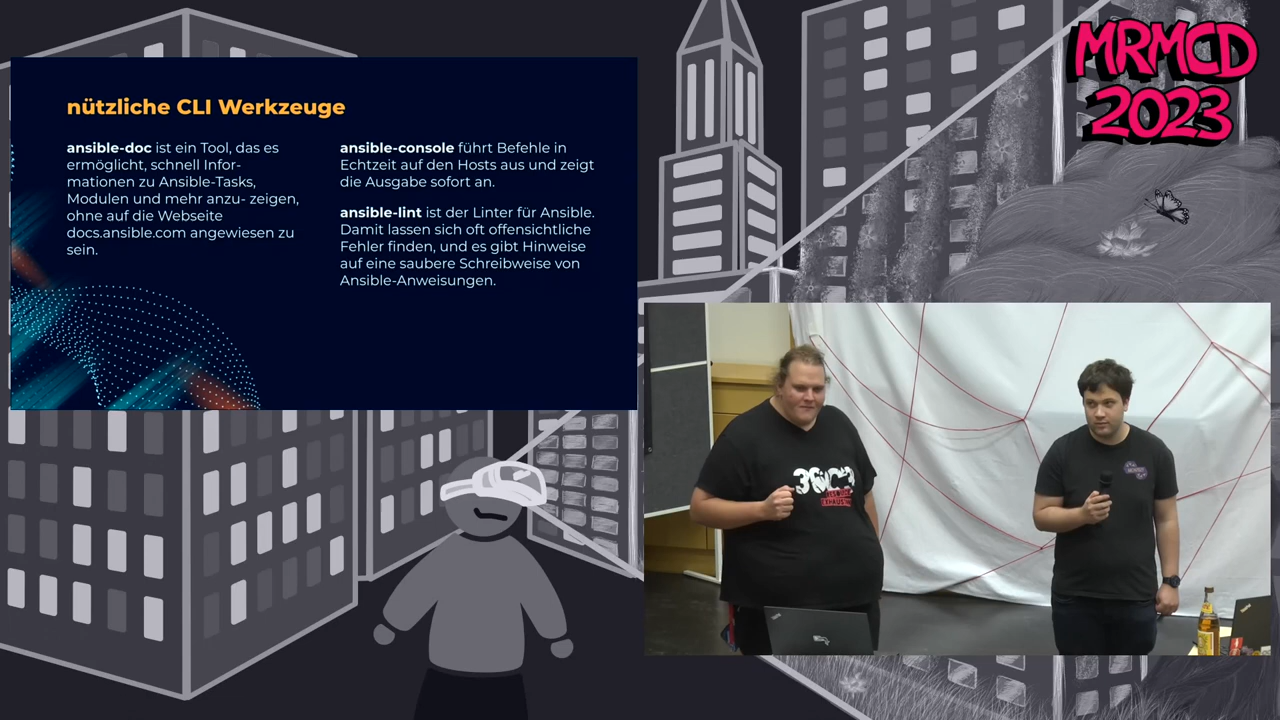 MRMCD
2023
nützliche CLI Werkzeuge
ansible-doc ist ein Tool, das es
ermöglicht, schnell Infor-
mationen zu Ansible-Tasks,
Modulen und mehr anzu- zeigen,
ohne auf die Webseite
docs.ansible.com angewiesen zu
sein.
ansible-console führt Befehle in
Echtzeit auf den Hosts aus und zeigt
die Ausgabe sofort an.
ansible-lint ist der Linter für Ansible.
Damit lassen sich oft offensichtliche
Fehler finden, und es gibt Hinweise
auf eine saubere Schreibweise von
Ansible-Anweisungen.